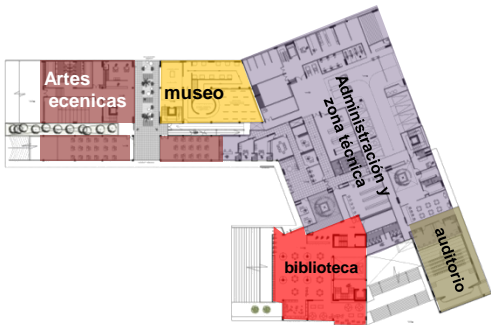 Artes
ecenicas
museo
Administración y
zona técnica
biblioteca
auditorio